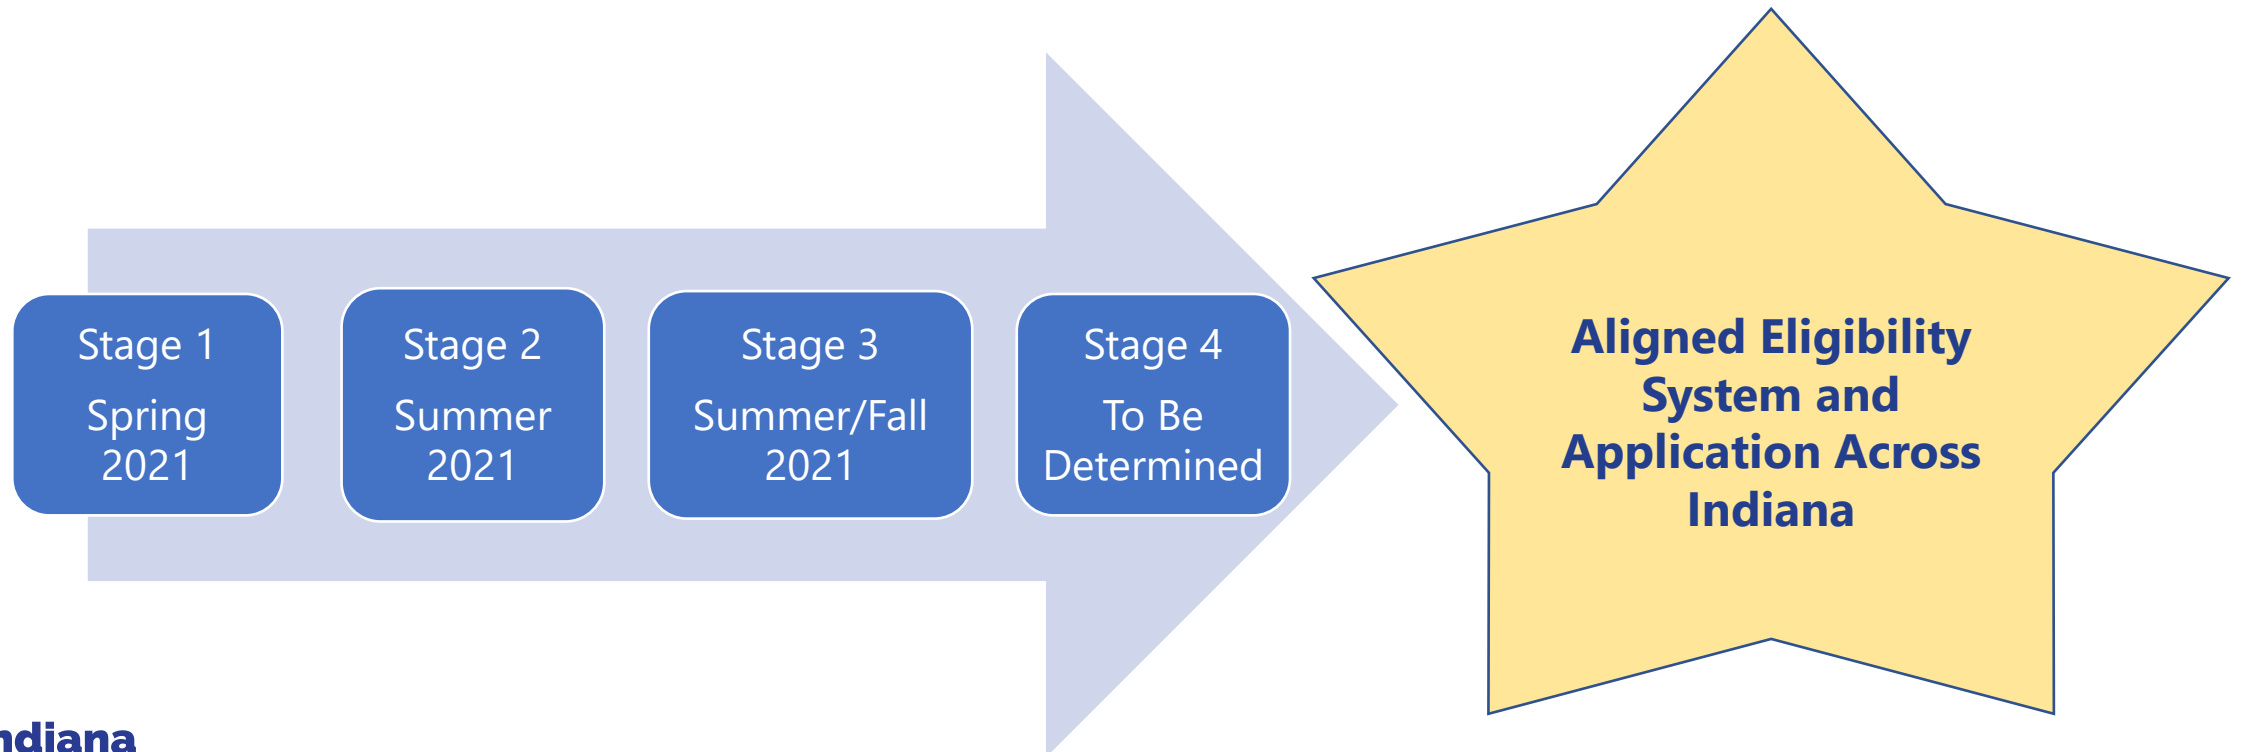 Stage 1
Spring
2021
Stage 2
Summer
2021
Stage 3
Summer/Fall
2021
Stage 4
To Be
Determined
Aligned Eligibility
System and
Application Across
Indiana
ndiana